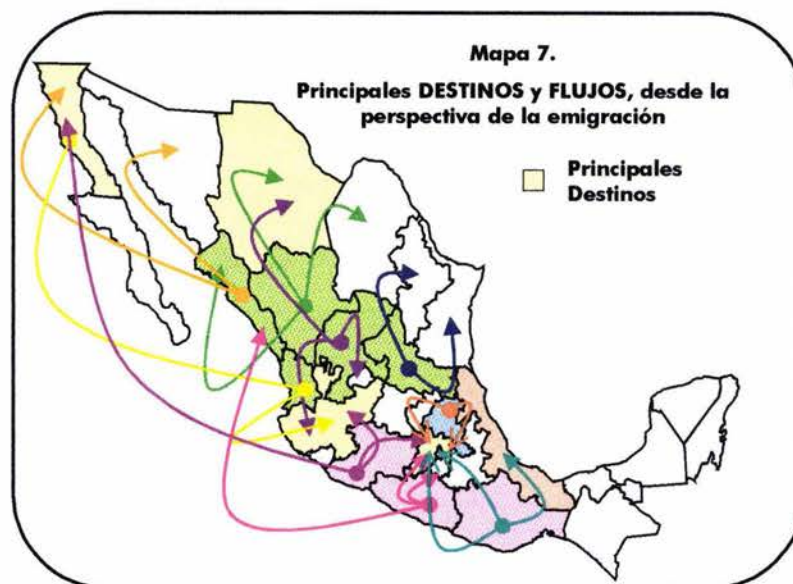 Mapa 7.
Principales DESTINOS y FLUJOS, desde la
perspectiva de la emigración
Principales
Destinos